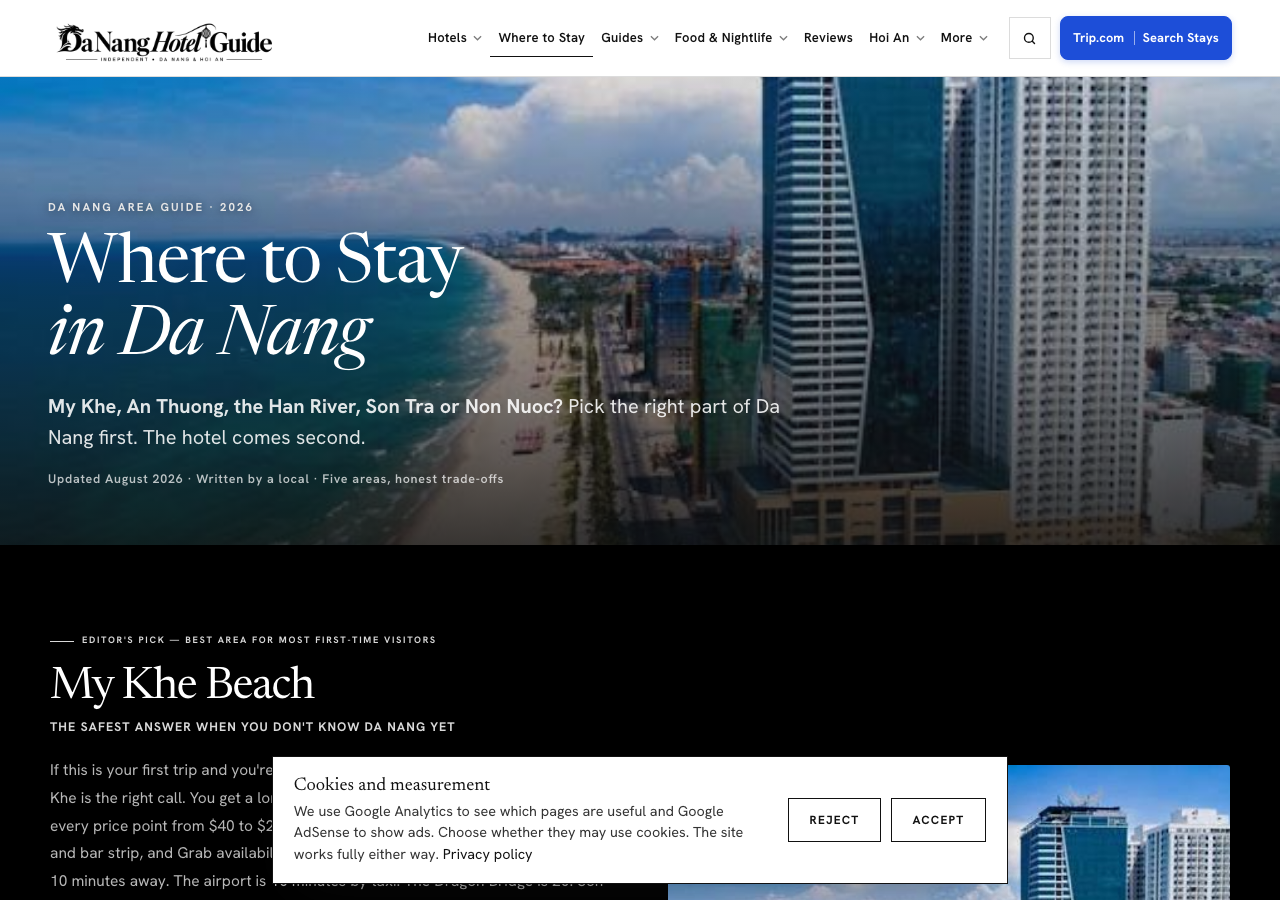 Da Nang Hotel Guide
INDEPENDENT • DA NANG & HOI AN
Hotels
Where to Stay
Guides
Food & Nightlife
Reviews
Hoi An
More
Trip.com | Search Stays
DA NANG AREA GUIDE · 2026
Where to Stay
in Da Nang
My Khe, An Thuong, the Han River, Son Tra or Non Nuoc? Pick the right part of Da
Nang first. The hotel comes second.
Updated August 2026 · Written by a local · Five areas, honest trade-offs
EDITOR'S PICK — BEST AREA FOR MOST FIRST-TIME VISITORS
My Khe Beach
THE SAFEST ANSWER WHEN YOU DON'T KNOW DA NANG YET
If this is your first trip and you're
Khe is the right call. You get a
every price point from $40 to
and bar strip, and Grab
10 minutes away. The airport is
Cookies and measurement
We use Google Analytics to see which pages are useful and Google
AdSense to show ads. Choose whether they may use cookies. The site
works fully either way. Privacy policy
REJECT
ACCEPT